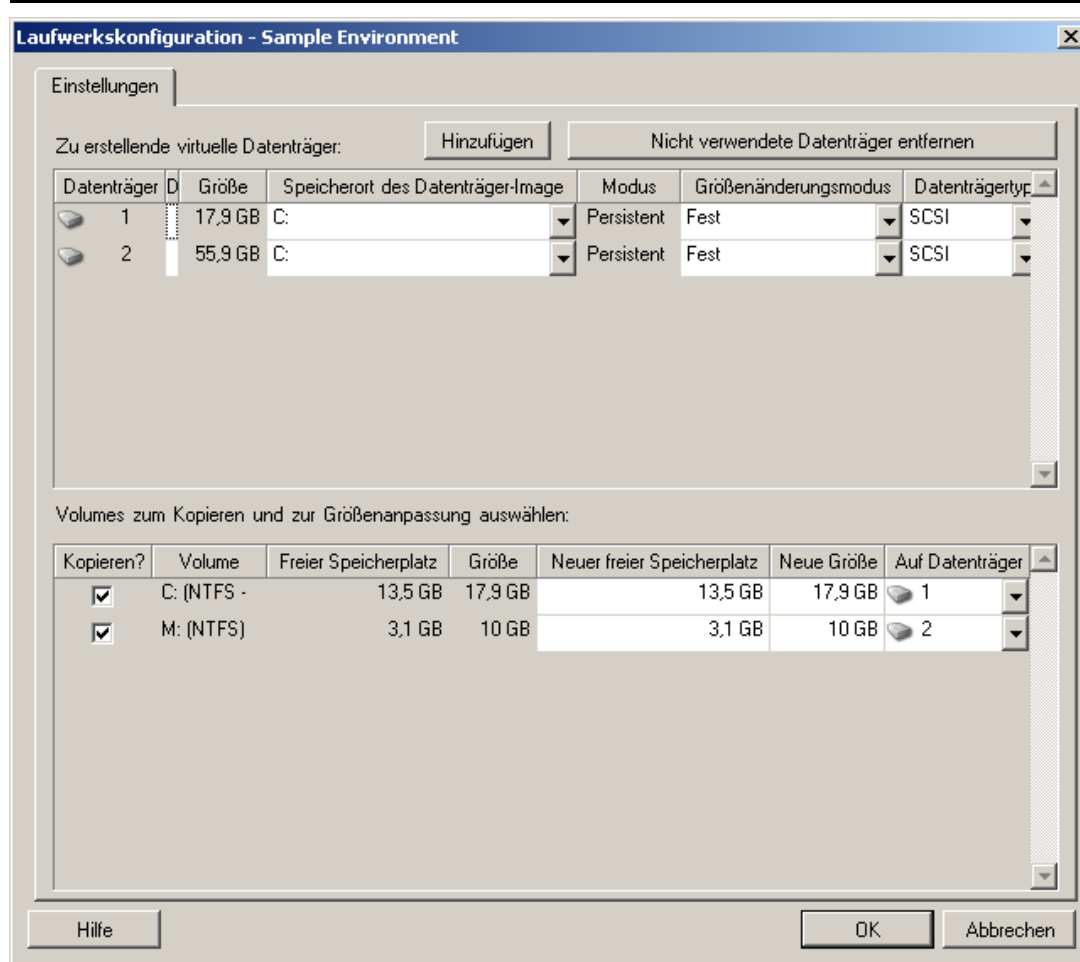 Laufwerkskonfiguration - Sample Environment
Einstellungen
Zu erstellende virtuelle Datenträger: Hinzufügen Nicht verwendete Datenträger entfernen
Datenträger D Größe Speicherort des Datenträger-Image Modus Größenänderungsmodus Datenträgertyp
1 17,9 GB C: Persistent Fest SCSI
2 55,9 GB C: Persistent Fest SCSI
Volumes zum Kopieren und zur Größenanpassung auswählen:
Kopieren? Volume Freier Speicherplatz Größe Neuer freier Speicherplatz Neue Größe Auf Datenträger
C: (NTFS - 13,5 GB 17,9 GB 13,5 GB 17,9 GB 1
M: (NTFS) 3,1 GB 10 GB 3,1 GB 10 GB 2
Hilfe OK Abbrechen